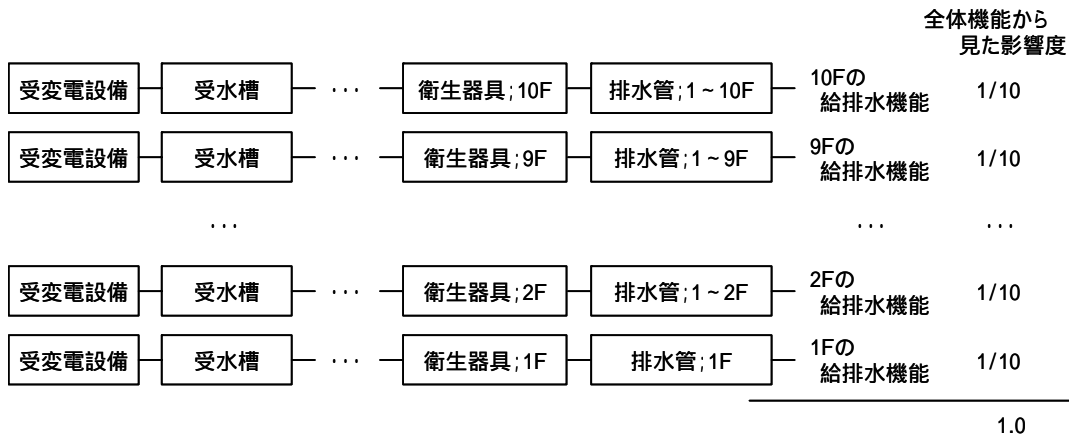 全体機能から
見た影響度
受変電設備 受水槽 ··· 衛生器具;10F 排水管;1~10F 10Fの
給排水機能 1/10
受変電設備 受水槽 ··· 衛生器具;9F 排水管;1~9F 9Fの
給排水機能 1/10
··· ··· ···
受変電設備 受水槽 ··· 衛生器具;2F 排水管;1~2F 2Fの
給排水機能 1/10
受変電設備 受水槽 ··· 衛生器具;1F 排水管;1F 1Fの
給排水機能 1/10
1.0